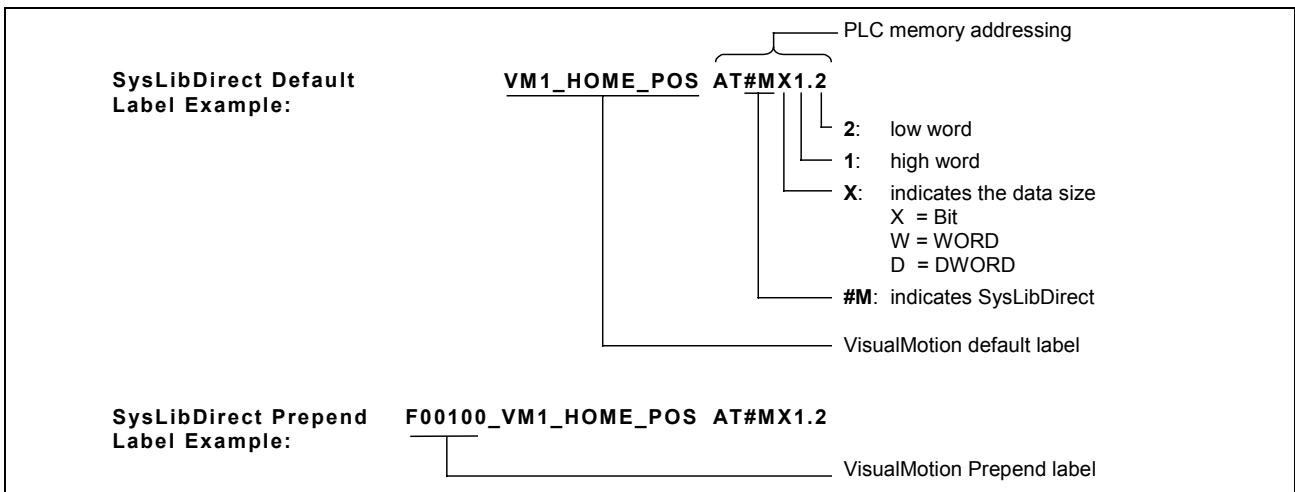 PLC memory addressing
SysLibDirect Default
Label Example:
VM1_HOME_POS AT#MX1.2
2: low word
1: high word
X: indicates the data size
X = Bit
W = WORD
D = DWORD
#M: indicates SysLibDirect
VisualMotion default label
SysLibDirect Prepend
Label Example:
F00100_VM1_HOME_POS AT#MX1.2
VisualMotion Prepend label